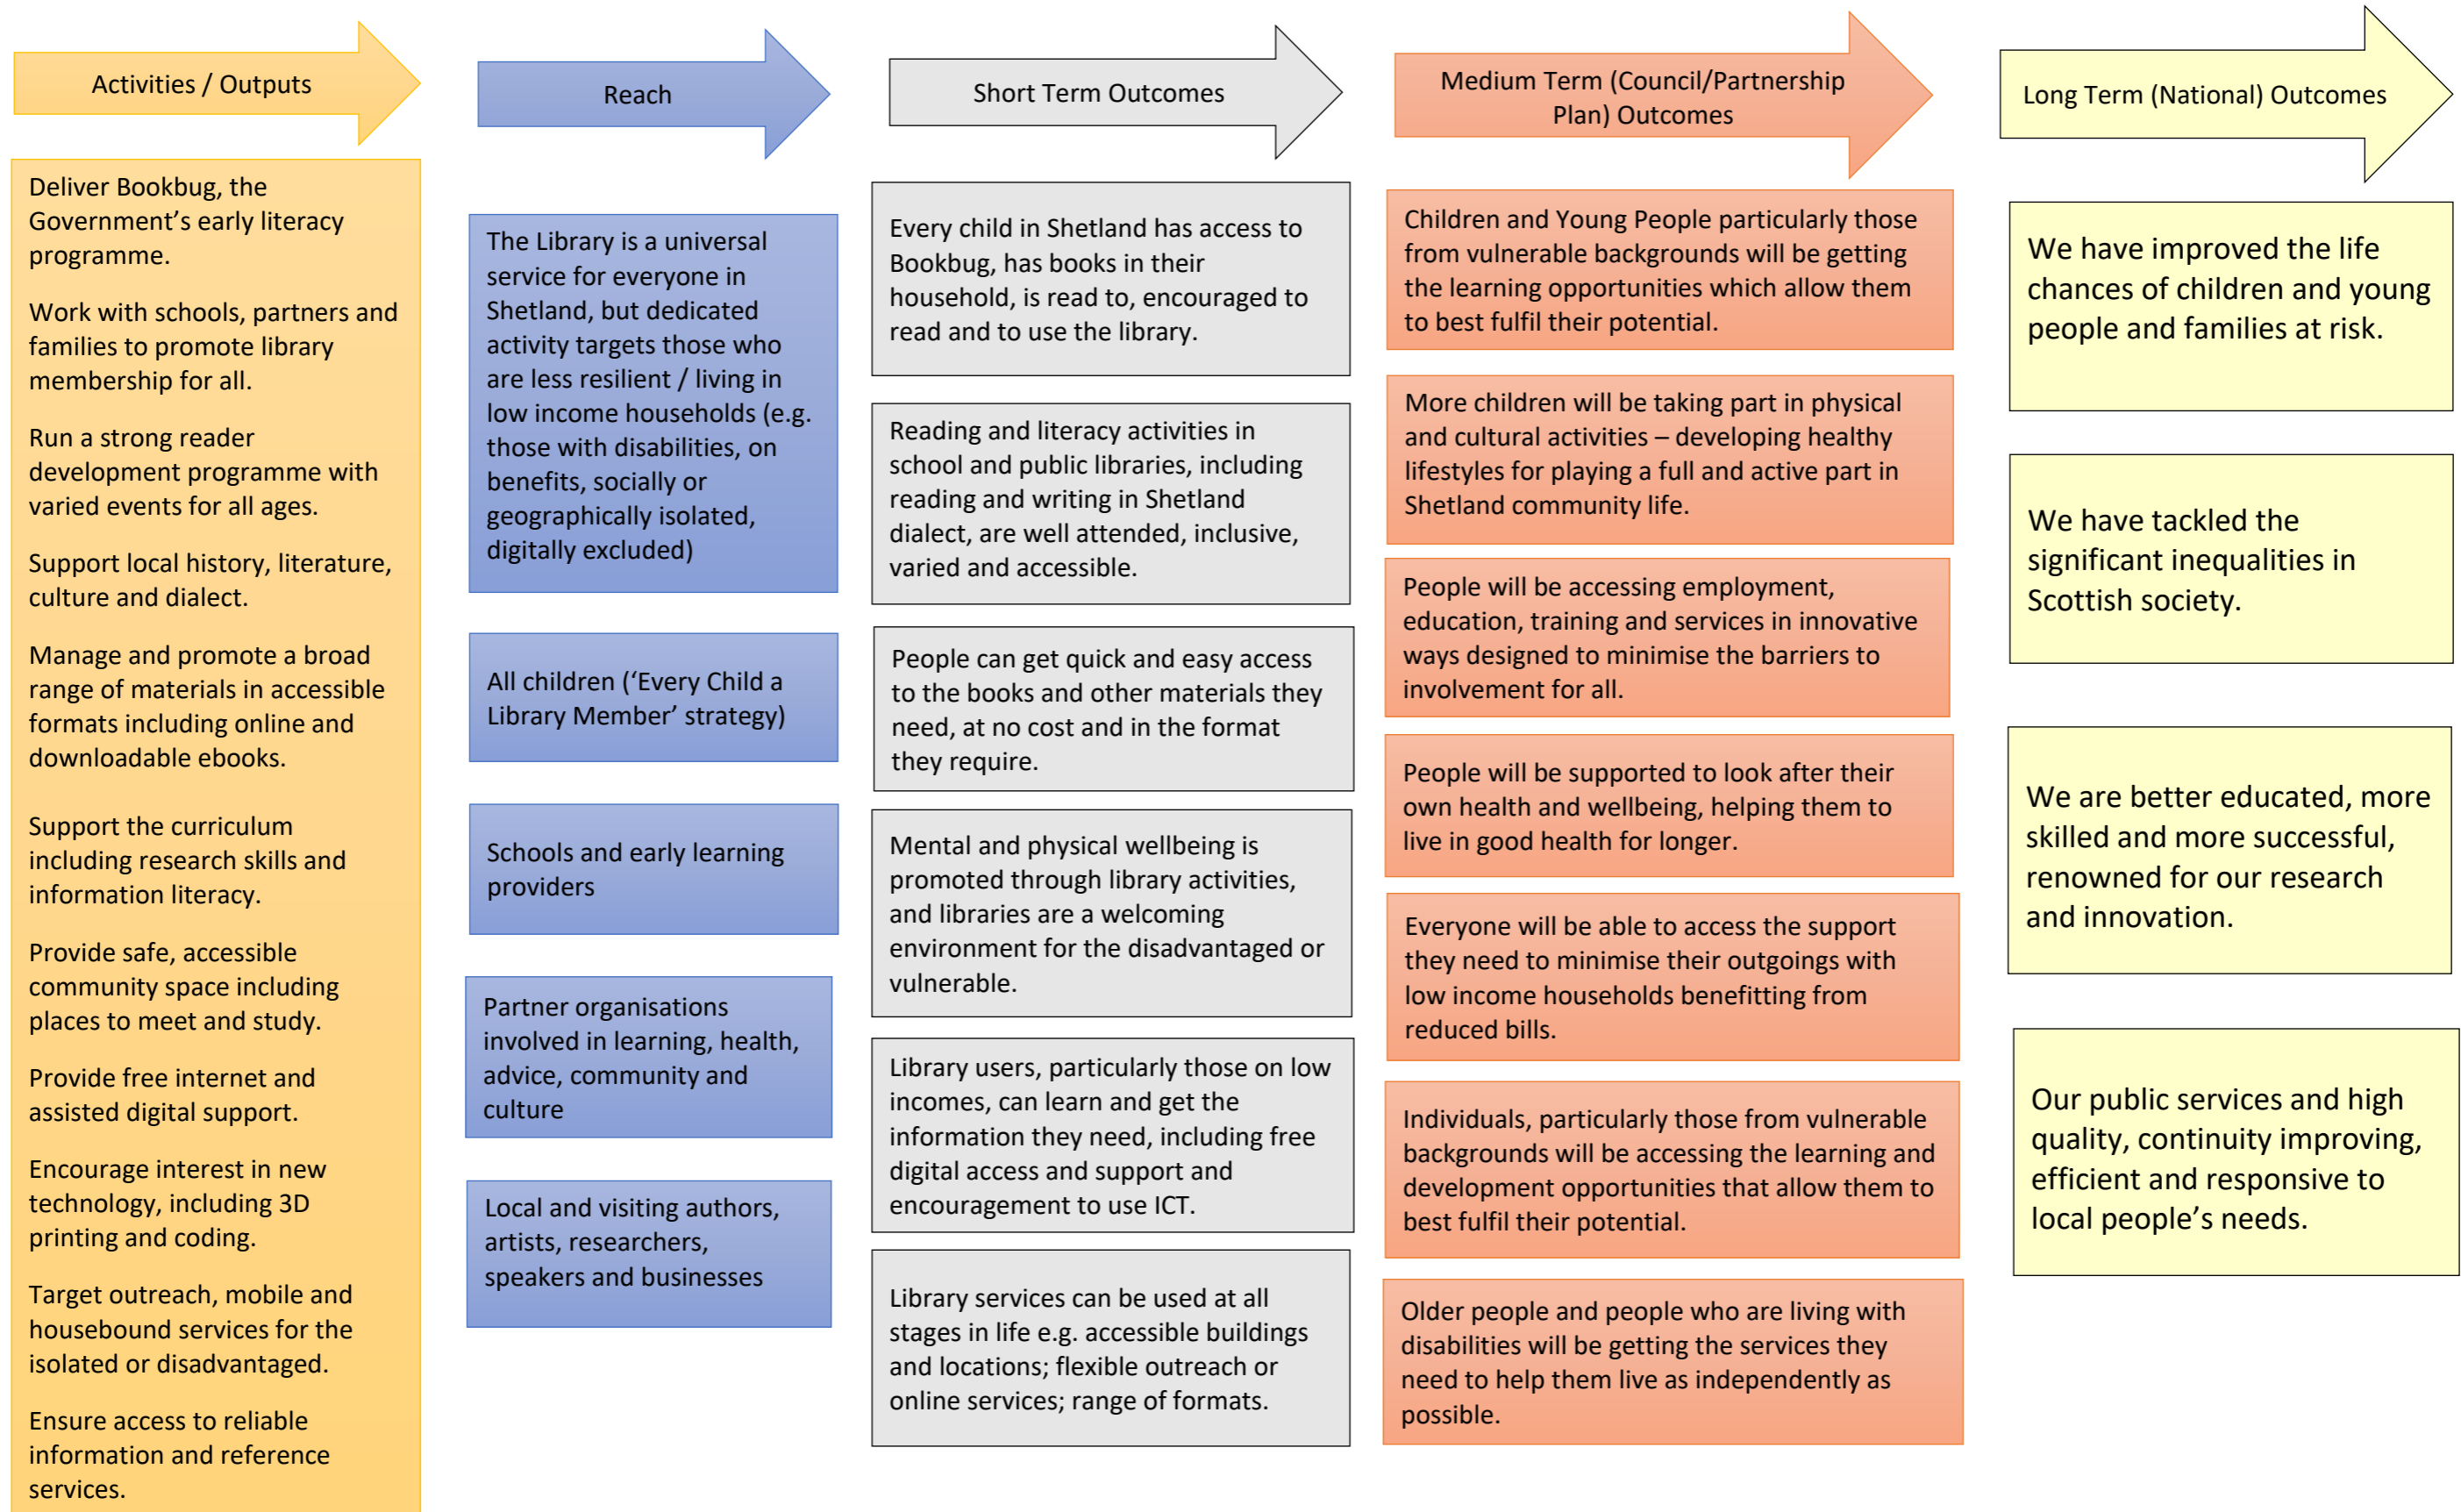 Activities / Outputs
Deliver Bookbug, the
Government’s early literacy
programme.
Work with schools, partners and
families to promote library
membership for all.
Run a strong reader
development programme with
varied events for all ages.
Support local history, literature,
culture and dialect.
Manage and promote a broad
range of materials in accessible
formats including online and
downloadable ebooks.
Support the curriculum
including research skills and
information literacy.
Provide safe, accessible
community space including
places to meet and study.
Provide free internet and
assisted digital support.
Encourage interest in new
technology, including 3D
printing and coding.
Target outreach, mobile and
housebound services for the
isolated or disadvantaged.
Ensure access to reliable
information and reference
services.
Reach
The Library is a universal
service for everyone in
Shetland, but dedicated
activity targets those who
are less resilient / living in
low income households (e.g.
those with disabilities, on
benefits, socially or
geographically isolated,
digitally excluded)
All children (‘Every Child a
Library Member’ strategy)
Schools and early learning
providers
Partner organisations
involved in learning, health,
advice, community and
culture
Local and visiting authors,
artists, researchers,
speakers and businesses
Short Term Outcomes
Every child in Shetland has access to
Bookbug, has books in their
household, is read to, encouraged to
read and to use the library.
Reading and literacy activities in
school and public libraries, including
reading and writing in Shetland
dialect, are well attended, inclusive,
varied and accessible.
People can get quick and easy access
to the books and other materials they
need, at no cost and in the format
they require.
Mental and physical wellbeing is
promoted through library activities,
and libraries are a welcoming
environment for the disadvantaged or
vulnerable.
Library users, particularly those on low
incomes, can learn and get the
information they need, including free
digital access and support and
encouragement to use ICT.
Library services can be used at all
stages in life e.g. accessible buildings
and locations; flexible outreach or
online services; range of formats.
Medium Term (Council/Partnership
Plan) Outcomes
Children and Young People particularly those
from vulnerable backgrounds will be getting
the learning opportunities which allow them
to best fulfil their potential.
More children will be taking part in physical
and cultural activities – developing healthy
lifestyles for playing a full and active part in
Shetland community life.
People will be accessing employment,
education, training and services in innovative
ways designed to minimise the barriers to
involvement for all.
People will be supported to look after their
own health and wellbeing, helping them to
live in good health for longer.
Everyone will be able to access the support
they need to minimise their outgoings with
low income households benefitting from
reduced bills.
Individuals, particularly those from vulnerable
backgrounds will be accessing the learning and
development opportunities that allow them to
best fulfil their potential.
Older people and people who are living with
disabilities will be getting the services they
need to help them live as independently as
possible.
Long Term (National) Outcomes
We have improved the life
chances of children and young
people and families at risk.
We have tackled the
significant inequalities in
Scottish society.
We are better educated, more
skilled and more successful,
renowned for our research
and innovation.
Our public services and high
quality, continuity improving,
efficient and responsive to
local people’s needs.